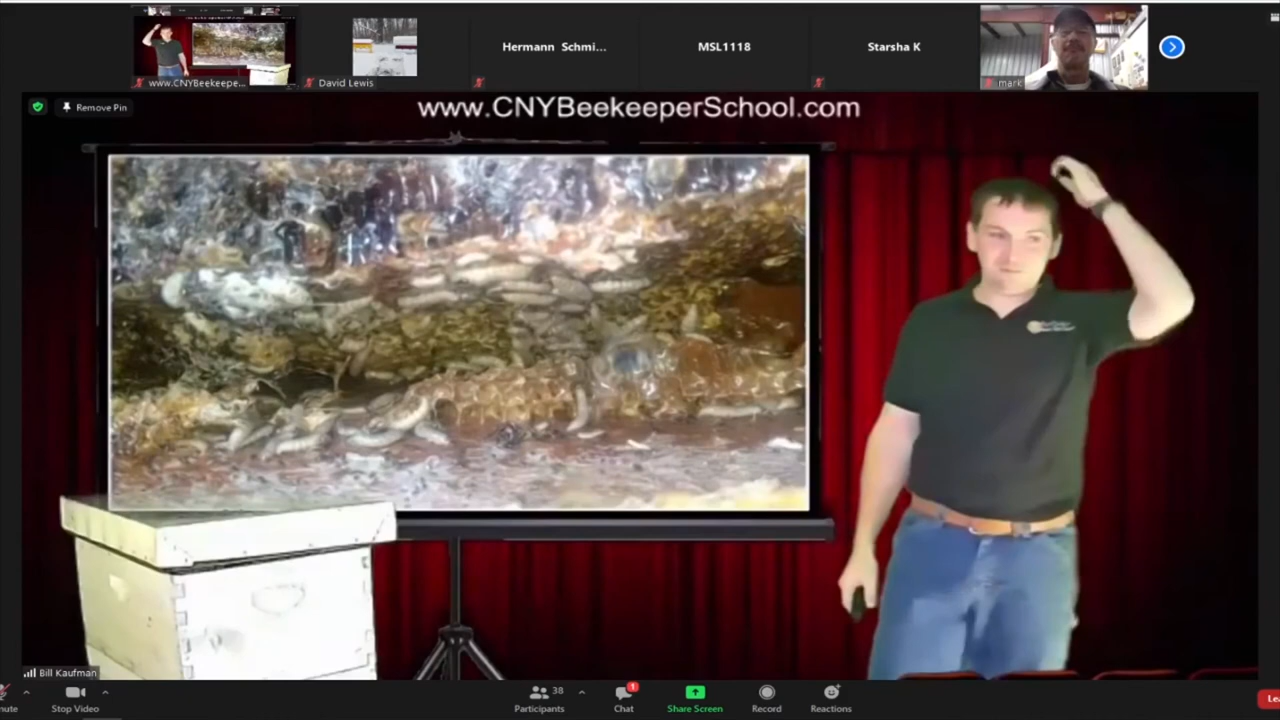 Hermann Schmi...
MSL1118
Starsha K
www.CNYBeekeepe...
David Lewis
mark
Remove Pin
www.CNYBeekeeperSchool.com
Bill Kaufman
Stop Video
38
Participants
1
Chat
Share Screen
Record
Reactions